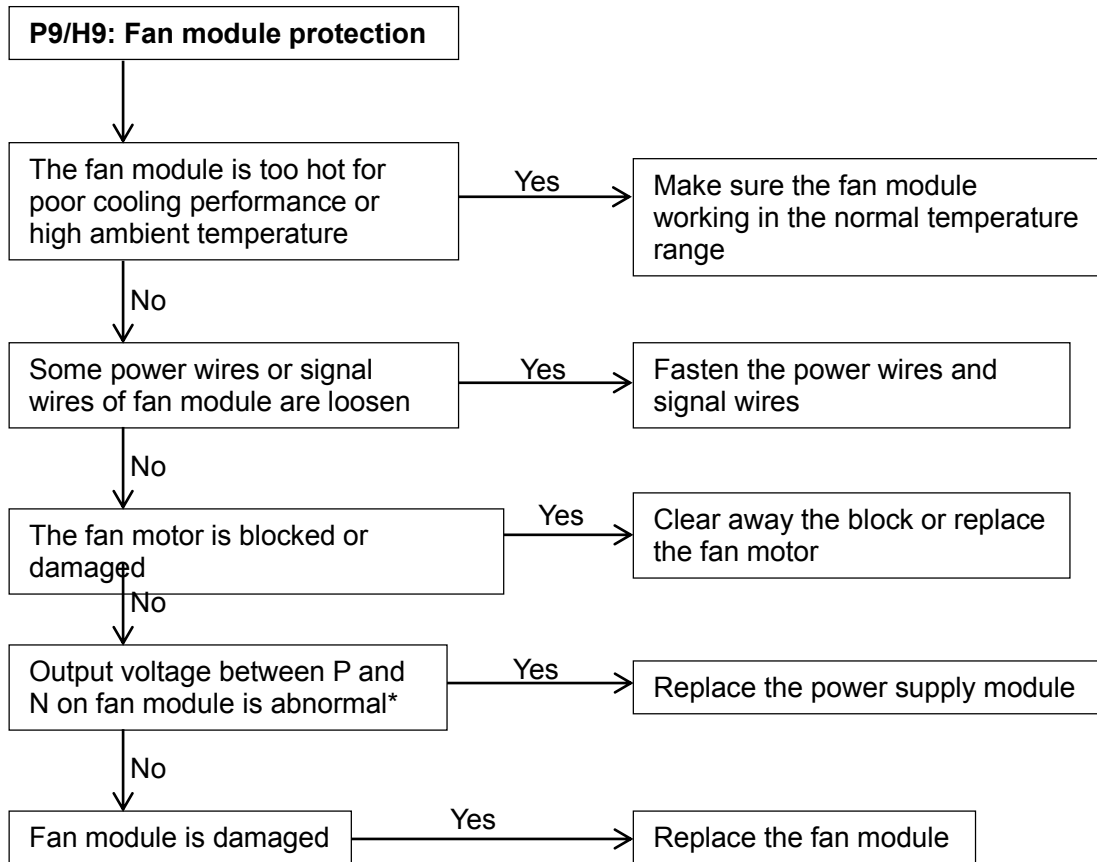 P9/H9: Fan module protection
The fan module is too hot for
poor cooling performance or
high ambient temperature
Yes
Make sure the fan module
working in the normal temperature
range
No
Some power wires or signal
wires of fan module are loosen
Yes
Fasten the power wires and
signal wires
No
The fan motor is blocked or
damaged
Yes
Clear away the block or replace
the fan motor
No
Output voltage between P and
N on fan module is abnormal*
Yes
Replace the power supply module
No
Fan module is damaged
Yes
Replace the fan module